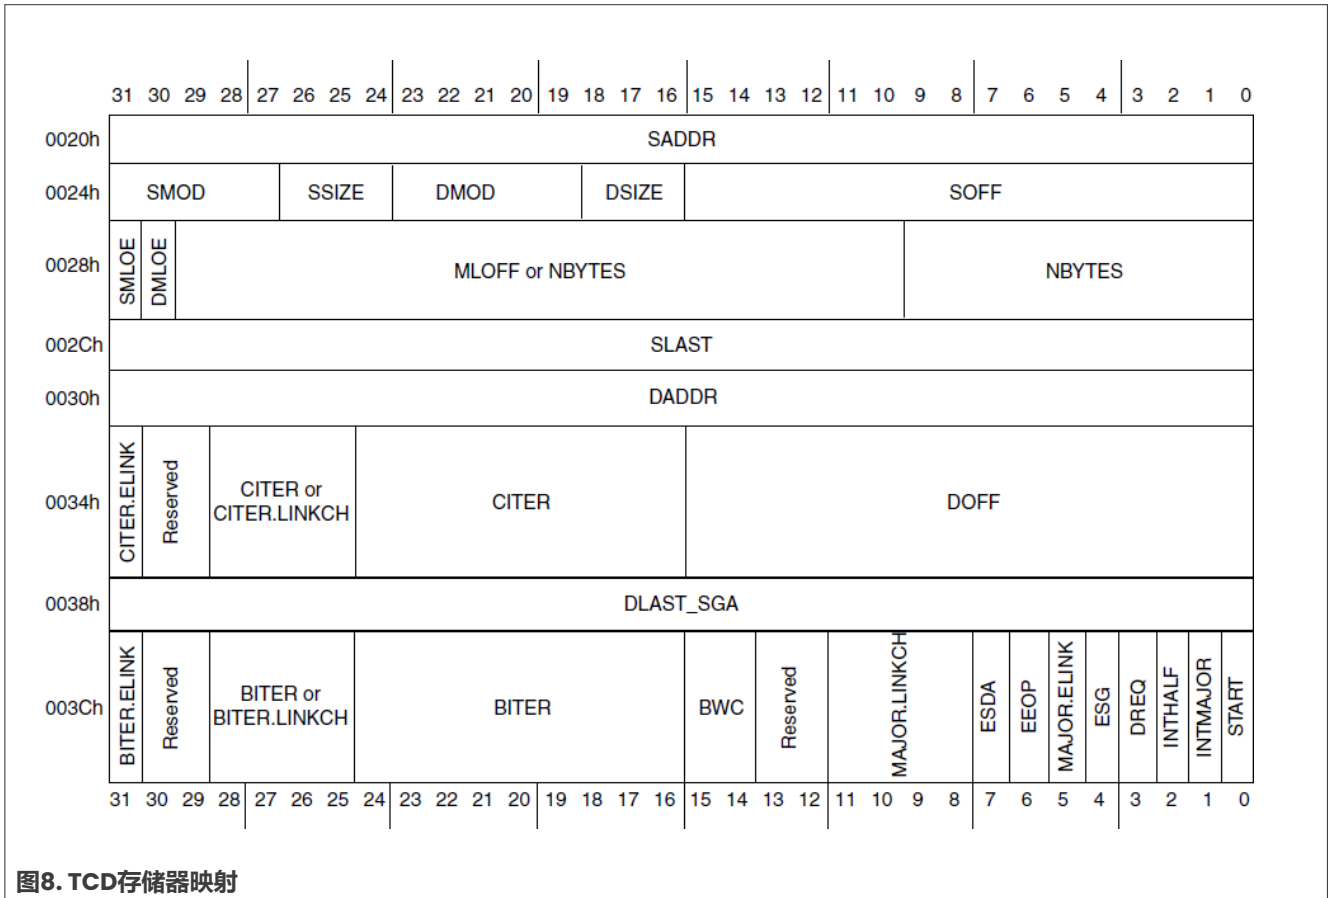 31 30 29 28 27 26 25 24 23 22 21 20 19 18 17 16 15 14 13 12 11 10 9 8 7 6 5 4 3 2 1 0
0020h SADDR
0024h SMOD SSIZE DMOD DSIZE SOFF
0028h SMLOE DMLOE MLOFF or NBYTES NBYTES
002Ch SLAST
0030h DADDR
0034h CITER.ELINK Reserved CITER or
CITER.LINKCH CITER DOFF
0038h DLAST_SGA
003Ch BITER.ELINK Reserved BITER or
BITER.LINKCH BITER BWC Reserved MAJOR.LINKCH ESDA EEOP MAJOR.ELINK ESG DREQ INTHALF INTMAJOR START
31 30 29 28 27 26 25 24 23 22 21 20 19 18 17 16 15 14 13 12 11 10 9 8 7 6 5 4 3 2 1 0
图8. TCD存储器映射